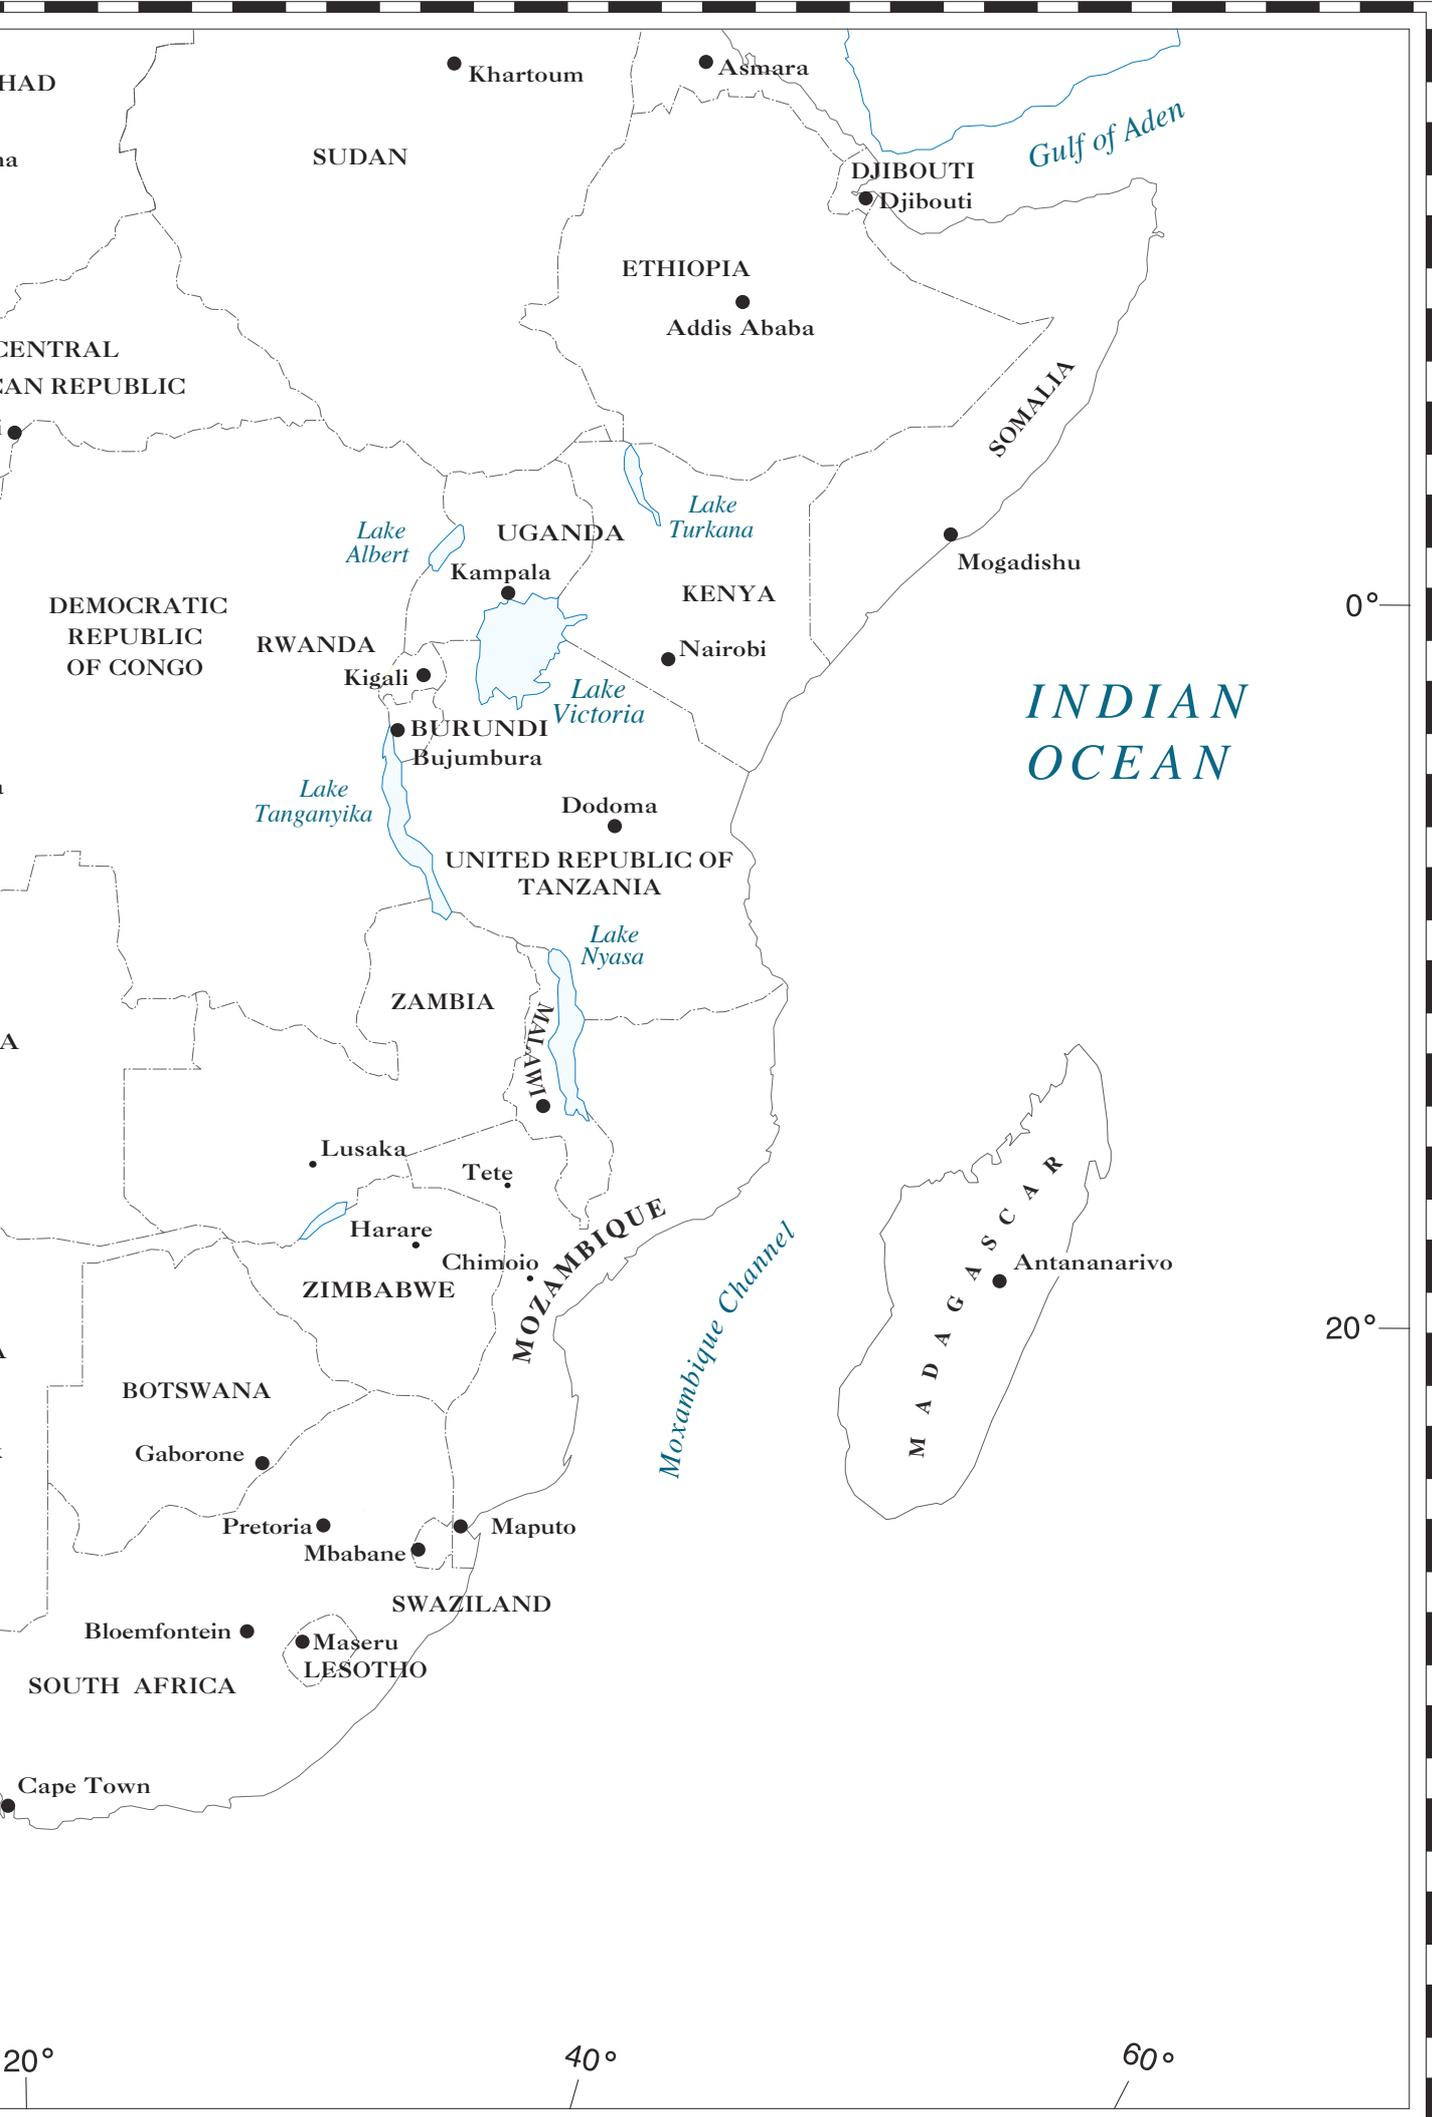 Khartoum
Asmara
HAD
Gulf of Aden
na
SUDAN
DJIBOUTI
Djibouti
ETHIOPIA
Addis Ababa
CENTRAL
CAN REPUBLIC
SOMALIA
Lake
Turkana
Lake
Albert
UGANDA
Mogadishu
Kampala
KENYA
0°
DEMOCRATIC
REPUBLIC
OF CONGO
RWANDA
Nairobi
Kigali
Lake
Victoria
INDIAN
OCEAN
BURUNDI
Bujumbura
Lake
Tanganyika
Dodoma
UNITED REPUBLIC OF
TANZANIA
Lake
Nyasa
ZAMBIA
MALAWI
A
Lusaka
Tete
MADAGASCAR
MOZAMBIQUE
Harare
Chimoio
Moxambique Channel
Antananarivo
ZIMBABWE
20°
BOTSWANA
Gaborone
Pretoria
Maputo
Mbababane
SWAZILAND
Bloemfontein
Maseru
LESOTHO
SOUTH AFRICA
Cape Town
20°
40°
60°